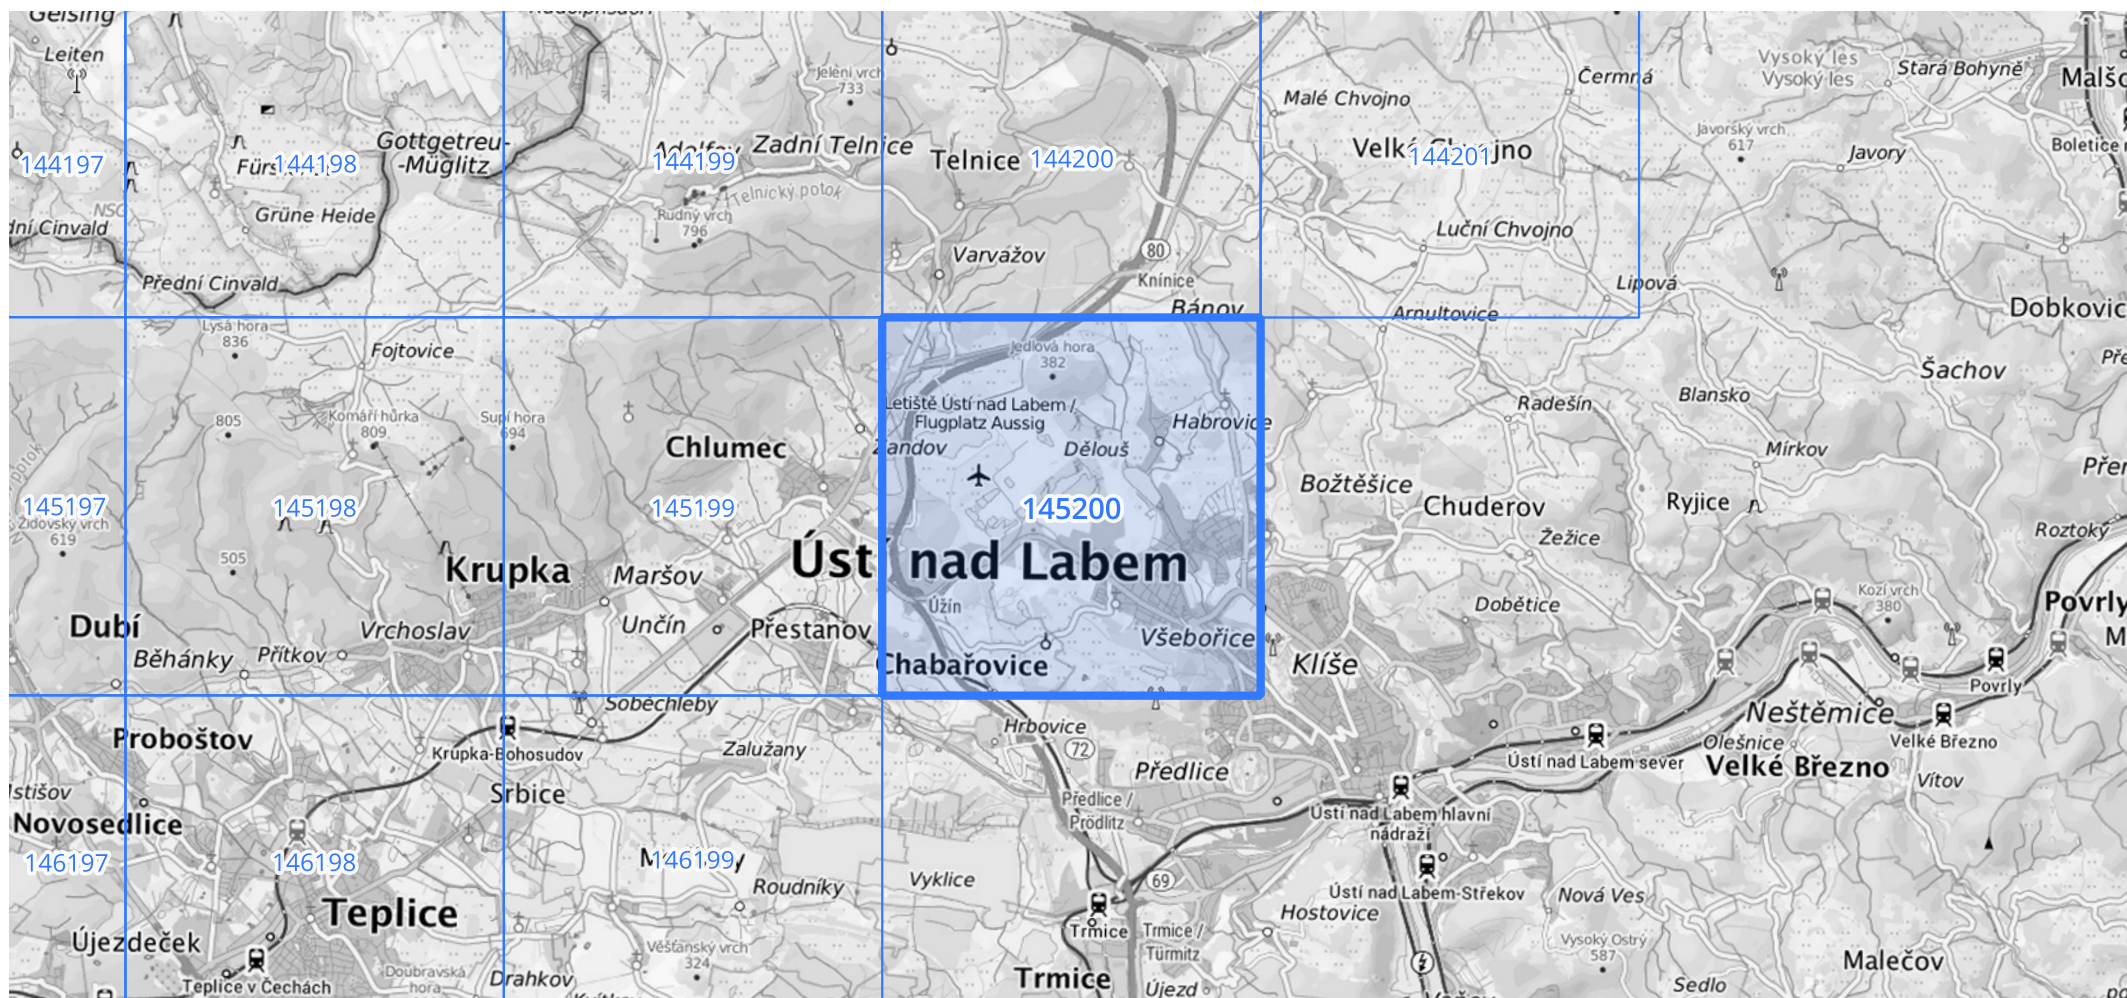 Geising
Leiten
Jelení vrch
733
Vysoký les
Vysoký les
Stará Bohyně
Čermná
Malé Chvojno
Gottgetreu-
-Müglitz
Zadní Telnice
Telnice
144197
144198
144199
144200
144201
Javorský vrch
617
Javory
Grüne Heide
Telnický potok
Rudný vrch
796
Luční Chvojno
Varvažov
80
Knínice
Přední Cinvald
Lipová
Bánov
Arnultovice
Lysá hora
836
Fojtovice
Jedlová hora
382
Šachov
Blansko
Radešín
805
Komáří hůrka
809
Supí hora
694
Letiště Ústí nad Labem /
Flugplatz Aussig
Habrovice
Chlumec
Dělouš
Mírkov
Božtěšice
Chuderov
Ryjice
145197
145198
145199
145200
Židovský vrch
619
Žežice
Roztoký
505
Krupka
Maršov
nad Labem
Úžín
Dobětice
Kozí vrch
380
Povrly
Dubí
Vrchoslav
Unčín
Přestanov
Všebořice
Běhánky
Přítkov
Chabařovice
Klíše
Povrly
Soběchleby
Proboštov
Krupka-Bohosudov
Zalužany
Hrbovice
72
Neštěmice
Olešnice
Velké Březno
Ústí nad Labem sever
Velké Březno
Předlice
Vítov
Srbice
Předlice /
Prödlitz
Ústí nad Labem hlavní
nádraží
Novosedlice
146197
146198
146199
Roudníky
Vyklice
69
Ústí nad Labem-Střekov
Nová Ves
Teplice
Trmice
Hostovice
Újezdeček
Věšťanský vrch
324
Trmice /
Türmitz
Vysoký Ostrý
587
Malečov
Doubravská
hora
Drahkov
Teplice v Čechách
Trmice
Újezd
Sedlo